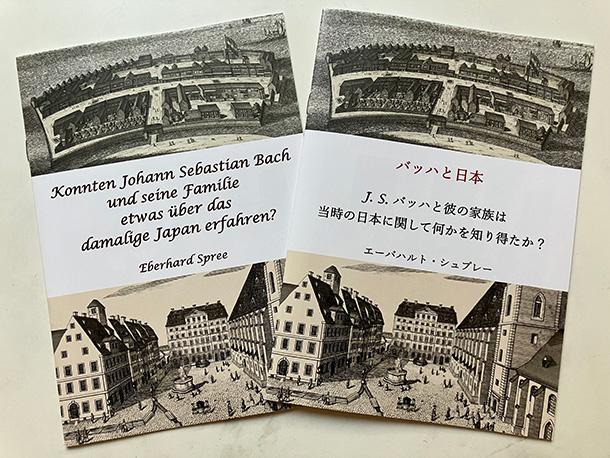 Konnten Johann Sebastian Bach
und seine Familie
etwas über das
damalige Japan erfahren?
Eberhard Spree
バッハと日本
J. S. バッハと彼の家族は
当時の日本に関して何かを知り得たか？
エーバハルト・シュプレー